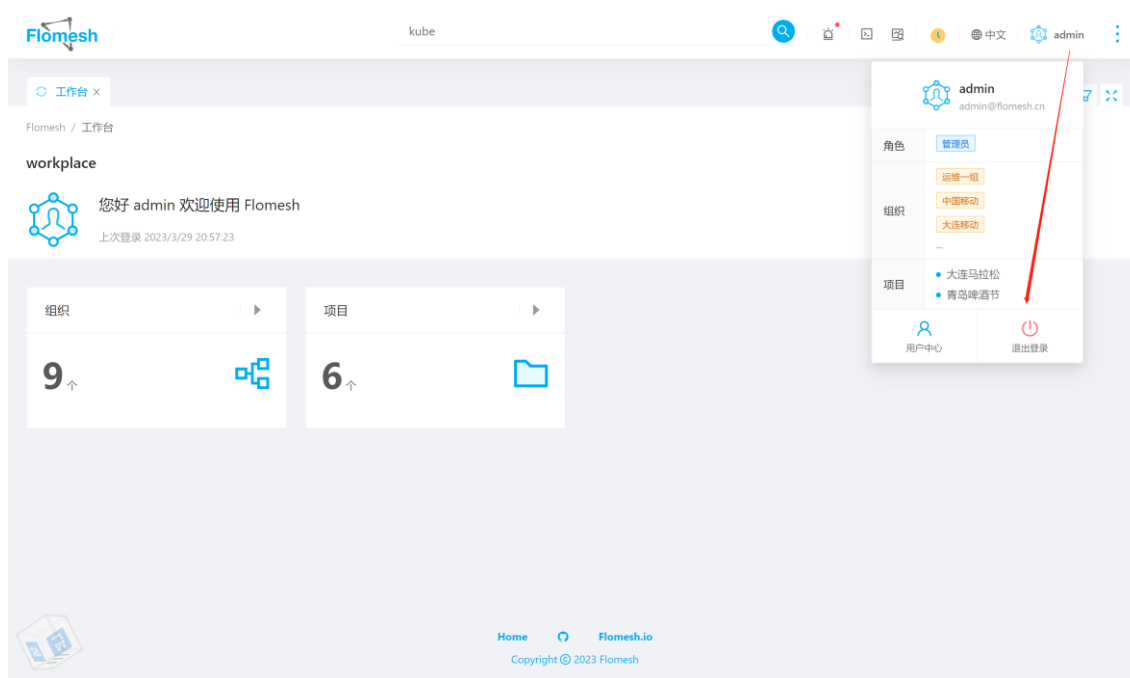 Flomesh
kube
中文
admin
工作台 ×
admin
admin@flomesh.cn
Flomesh / 工作台
角色
管理员
workplace
运维一组
中国移动
大连移动
...
组织
您好 admin 欢迎使用 Flomesh
上次登录 2023/3/29 20:57:23
项目
大连马拉松
青岛啤酒节
组织
项目
用户中心
退出登录
9 个
6 个
Home
Flomesh.io
Copyright © 2023 Flomesh